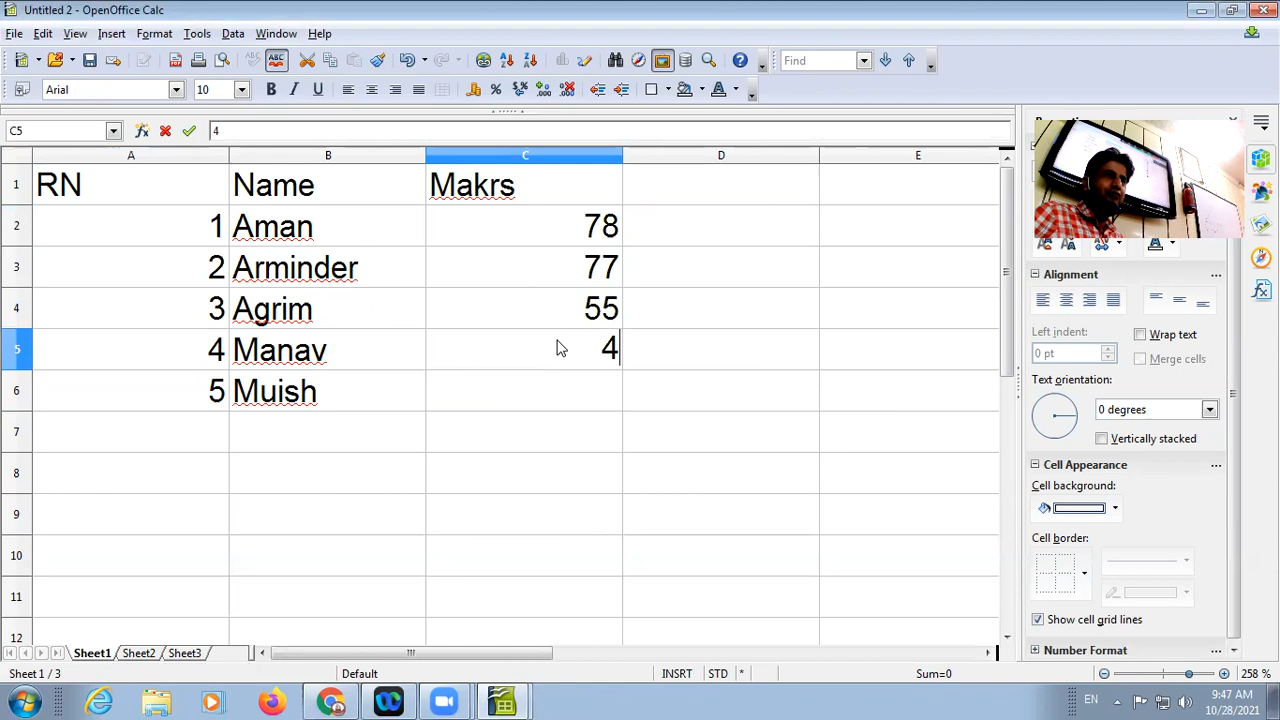 Untitled 2 - OpenOffice Calc
File Edit View Insert Format Tools Data Window Help
Find
Arial 10
C5 4
A B C D E
1 RN Name Makrs
2 1 Aman 78
3 2 Arminder 77
4 3 Agrim 55
5 4 Manav 4
6 5 Muish
7
8
9
10
11
12
Alignment
Left indent: Wrap text
0 pt Merge cells
Text orientation:
0 degrees
Vertically stacked
Cell Appearance
Cell background:
Cell border:
Show cell grid lines
Number Format
Sheet1 Sheet2 Sheet3
Sheet 1 / 3 Default INSRT STD * Sum=0 258 %
EN 9:47 AM
10/28/2021